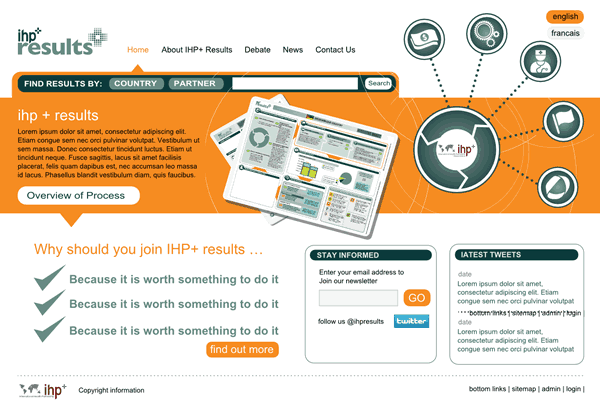 ihp+
results
english
francais
Home About IHP+ Results Debate News Contact Us
FIND RESULTS BY: COUNTRY PARTNER Search
ihp + results
Lorem ipsum dolor sit amet, consectetur adipiscing elit.
Etiam congue sem nec orci pulvinar volutpat. Vestibulum ut
sem massa. Donec consectetur tincidunt luctus. Etiam ut
tincidunt neque. Fusce sagittis, lacus sit amet facilisis
placerat, felis quam dapibus est, nec accumsan leo massa
id lacus. Phasellus blandit vestibulum diam, quis faucibus.
Overview of Process
ihp+
Why should you join IHP+ results ...
Because it is worth something to do it
Because it is worth something to do it
Because it is worth something to do it
find out more
STAY INFORMED
Enter your email address to
Join our newsletter
GO
follow us @ihpresults twitter
lATEST TWEETS
date
Lorem ipsum dolor sit amet,
consectetur adipiscing elit. Etiam
congue sem nec orci pulvinar volutpat
bottom links | sitemap | admin | login |
date
Lorem ipsum dolor sit amet,
consectetur adipiscing elit. Etiam
congue sem nec orci pulvinar volutpat
ihp+ Copyright information
bottom links | sitemap | admin | login |